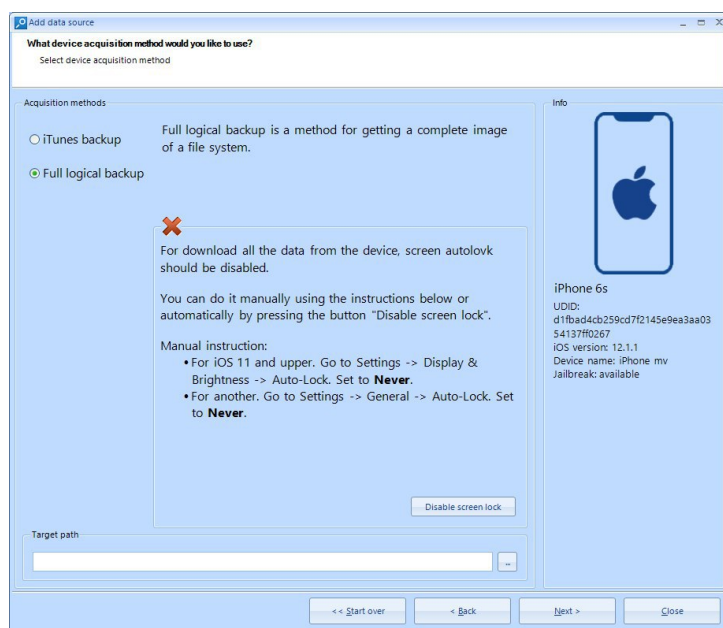 Add data source
What device acquisition method would you like to use?
Select device acquisition method
Acquisition methods
iTunes backup
Full logical backup
Full logical backup is a method for getting a complete image
of a file system.
For download all the data from the device, screen autolovk
should be disabled.
You can do it manually using the instructions below or
automatically by pressing the button "Disable screen lock".
Manual instruction:
•For iOS 11 and upper. Go to Settings -> Display &
Brightness -> Auto-Lock. Set to Never.
•For another. Go to Settings -> General -> Auto-Lock. Set
to Never.
Disable screen lock
Target path
..
Info
iPhone 6s
UDID:
d1fbad4cb259cd7f2145e9ea3aa03
54137ff0267
iOS version: 12.1.1
Device name: iPhone mv
Jailbreak: available
<< Start over
< Back
Next >
Close